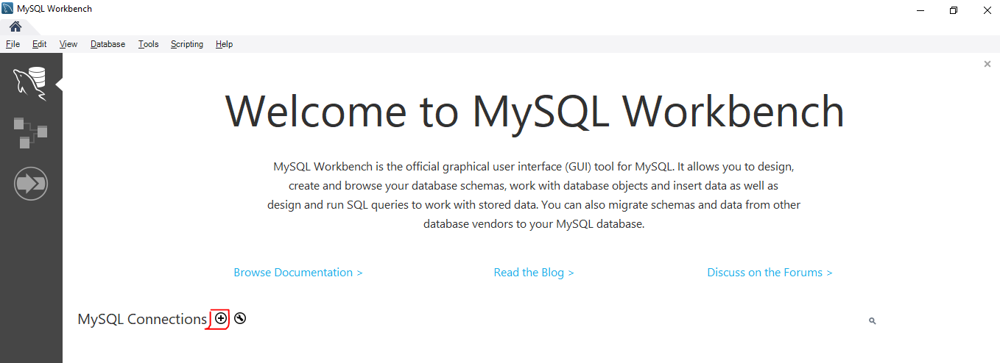 MySQL Workbench
File Edit View Database Tools Scripting Help
Welcome to MySQL Workbench
MySQL Workbench is the official graphical user interface (GUI) tool for MySQL. It allows you to design,
create and browse your database schemas, work with database objects and insert data as well as
design and run SQL queries to work with stored data. You can also migrate schemas and data from other
database vendors to your MySQL database.
Browse Documentation > Read the Blog > Discuss on the Forums >
MySQL Connections